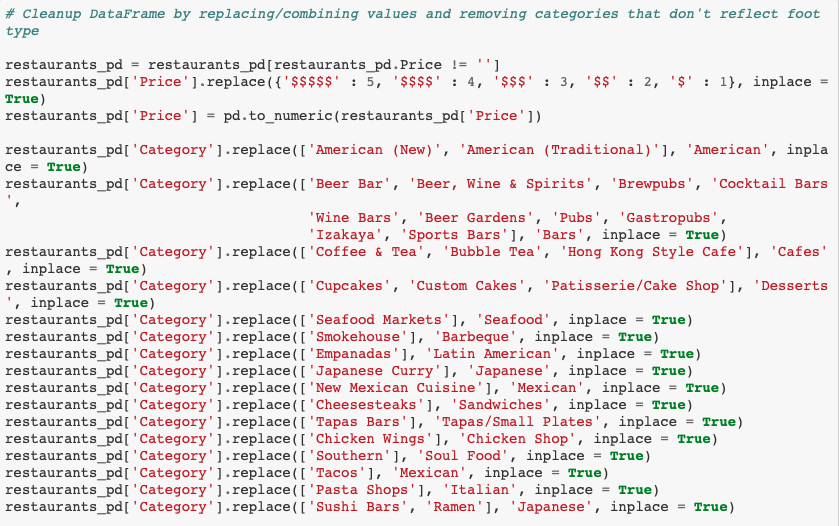 # Cleanup DataFrame by replacing/combining values and removing categories that don't reflect foot
type
restaurants_pd = restaurants_pd[restaurants_pd.Price != '']
restaurants_pd['Price'].replace({'$$$$$' : 5, '$$$$' : 4, '$$$' : 3, '$$' : 2, '$' : 1}, inplace =
True)
restaurants_pd['Price'] = pd.to_numeric(restaurants_pd['Price'])
restaurants_pd['Category'].replace(['American (New)', 'American (Traditional)'], 'American', inpla
ce = True)
restaurants_pd['Category'].replace(['Beer Bar', 'Beer, Wine & Spirits', 'Brewpubs', 'Cocktail Bars
',
'Wine Bars', 'Beer Gardens', 'Pubs', 'Gastropubs',
'Izakaya', 'Sports Bars'], 'Bars', inplace = True)
restaurants_pd['Category'].replace(['Coffee & Tea', 'Bubble Tea', 'Hong Kong Style Cafe'], 'Cafes'
, inplace = True)
restaurants_pd['Category'].replace(['Cupcakes', 'Custom Cakes', 'Patisserie/Cake Shop'], 'Desserts
', inplace = True)
restaurants_pd['Category'].replace(['Seafood Markets'], 'Seafood', inplace = True)
restaurants_pd['Category'].replace(['Smokehouse'], 'Barbeque', inplace = True)
restaurants_pd['Category'].replace(['Empanadas'], 'Latin American', inplace = True)
restaurants_pd['Category'].replace(['Japanese Curry'], 'Japanese', inplace = True)
restaurants_pd['Category'].replace(['New Mexican Cuisine'], 'Mexican', inplace = True)
restaurants_pd['Category'].replace(['Cheesesteaks'], 'Sandwiches', inplace = True)
restaurants_pd['Category'].replace(['Tapas Bars'], 'Tapas/Small Plates', inplace = True)
restaurants_pd['Category'].replace(['Chicken Wings'], 'Chicken Shop', inplace = True)
restaurants_pd['Category'].replace(['Southern'], 'Soul Food', inplace = True)
restaurants_pd['Category'].replace(['Tacos'], 'Mexican', inplace = True)
restaurants_pd['Category'].replace(['Pasta Shops'], 'Italian', inplace = True)
restaurants_pd['Category'].replace(['Sushi Bars', 'Ramen'], 'Japanese', inplace = True)